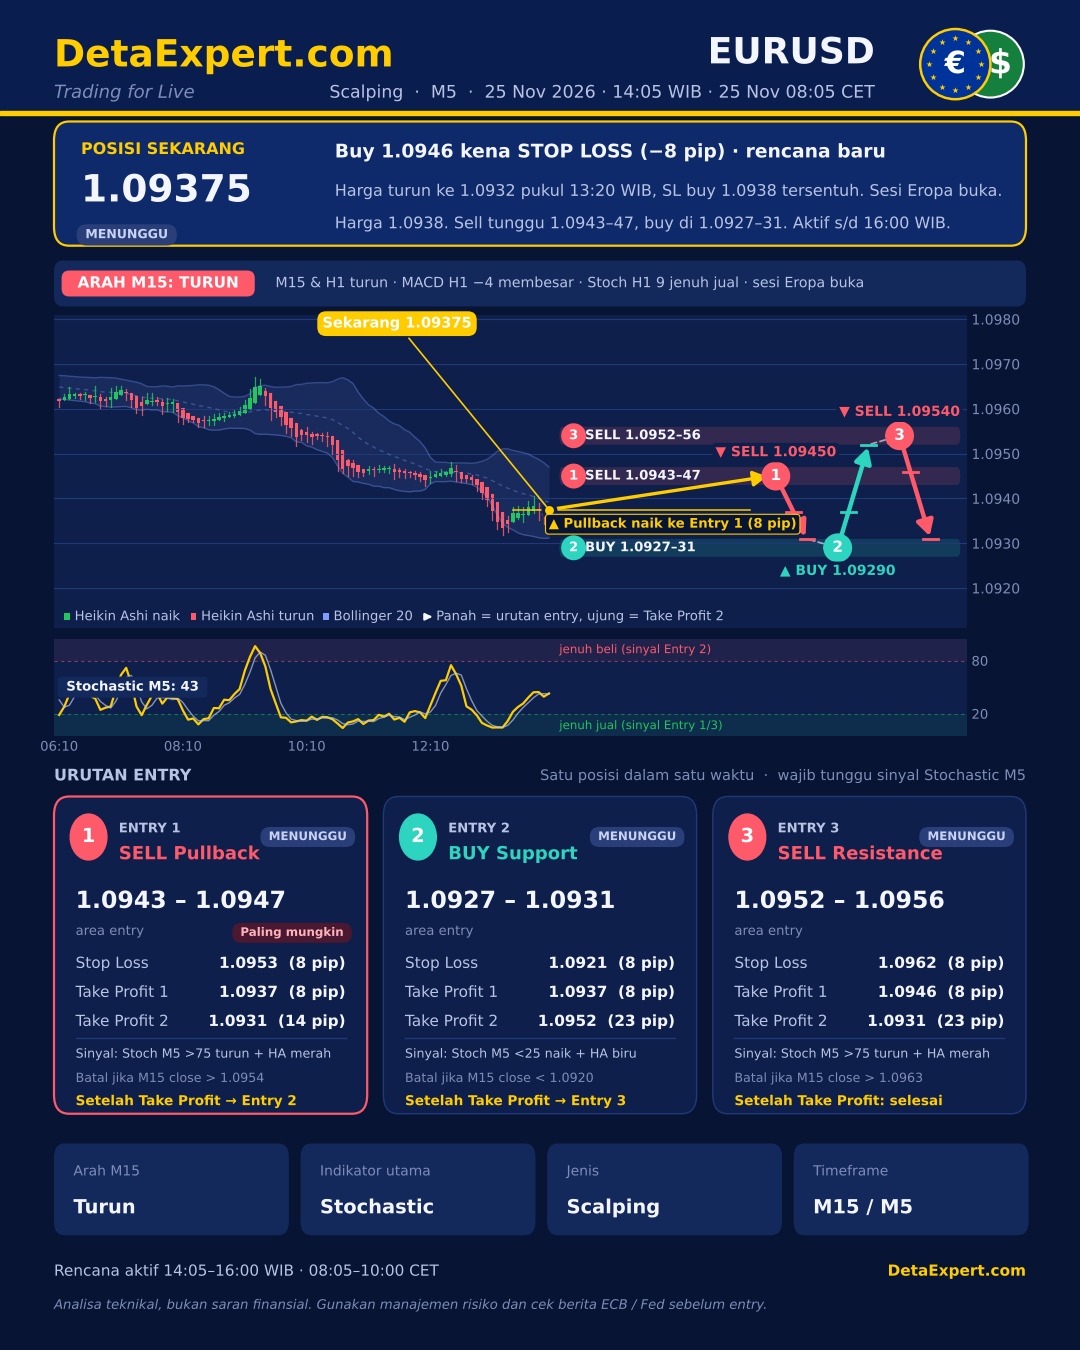 DetaExpert.com
EURUSD
Trading for Live
Scalping · M5 · 25 Nov 2026 · 14:05 WIB · 25 Nov 08:05 CET
€ $
POSISI SEKARANG
1.09375
MENUNGGU
Buy 1.0946 kena STOP LOSS (−8 pip) · rencana baru
Harga turun ke 1.0932 pukul 13:20 WIB, SL buy 1.0938 tersentuh. Sesi Eropa buka.
Harga 1.0938. Sell tunggu 1.0943–47, buy di 1.0927–31. Aktif s/d 16:00 WIB.
ARAH M15: TURUN
M15 & H1 turun · MACD H1 −4 membesar · Stoch H1 9 jenuh jual · sesi Eropa buka
Sekarang 1.09375
1.0980
1.0970
1.0960
1.0950
1.0940
1.0930
1.0920
▼ SELL 1.09540
3 SELL 1.0952–56
3
▼ SELL 1.09450
1 SELL 1.0943–47
1
▲ Pullback naik ke Entry 1 (8 pip)
2 BUY 1.0927–31
2
▲ BUY 1.09290
Heikin Ashi naik
Heikin Ashi turun
Bollinger 20
Panah = urutan entry, ujung = Take Profit 2
jenuh beli (sinyal Entry 2)
80
Stochastic M5: 43
20
jenuh jual (sinyal Entry 1/3)
06:10 08:10 10:10 12:10
URUTAN ENTRY
Satu posisi dalam satu waktu · wajib tunggu sinyal Stochastic M5
1
ENTRY 1
MENUNGGU
SELL Pullback
1.0943 – 1.0947
area entry
Paling mungkin
Stop Loss 1.0953 (8 pip)
Take Profit 1 1.0937 (8 pip)
Take Profit 2 1.0931 (14 pip)
Sinyal: Stoch M5 >75 turun + HA merah
Batal jika M15 close > 1.0954
Setelah Take Profit → Entry 2
2
ENTRY 2
MENUNGGU
BUY Support
1.0927 – 1.0931
area entry
Stop Loss 1.0921 (8 pip)
Take Profit 1 1.0937 (8 pip)
Take Profit 2 1.0952 (23 pip)
Sinyal: Stoch M5 <25 naik + HA biru
Batal jika M15 close < 1.0920
Setelah Take Profit → Entry 3
3
ENTRY 3
MENUNGGU
SELL Resistance
1.0952 – 1.0956
area entry
Stop Loss 1.0962 (8 pip)
Take Profit 1 1.0946 (8 pip)
Take Profit 2 1.0931 (23 pip)
Sinyal: Stoch M5 >75 turun + HA merah
Batal jika M15 close > 1.0963
Setelah Take Profit: selesai
Arah M15
Turun
Indikator utama
Stochastic
Jenis
Scalping
Timeframe
M15 / M5
Rencana aktif 14:05–16:00 WIB · 08:05–10:00 CET
DetaExpert.com
Analisa teknikal, bukan saran finansial. Gunakan manajemen risiko dan cek berita ECB / Fed sebelum entry.